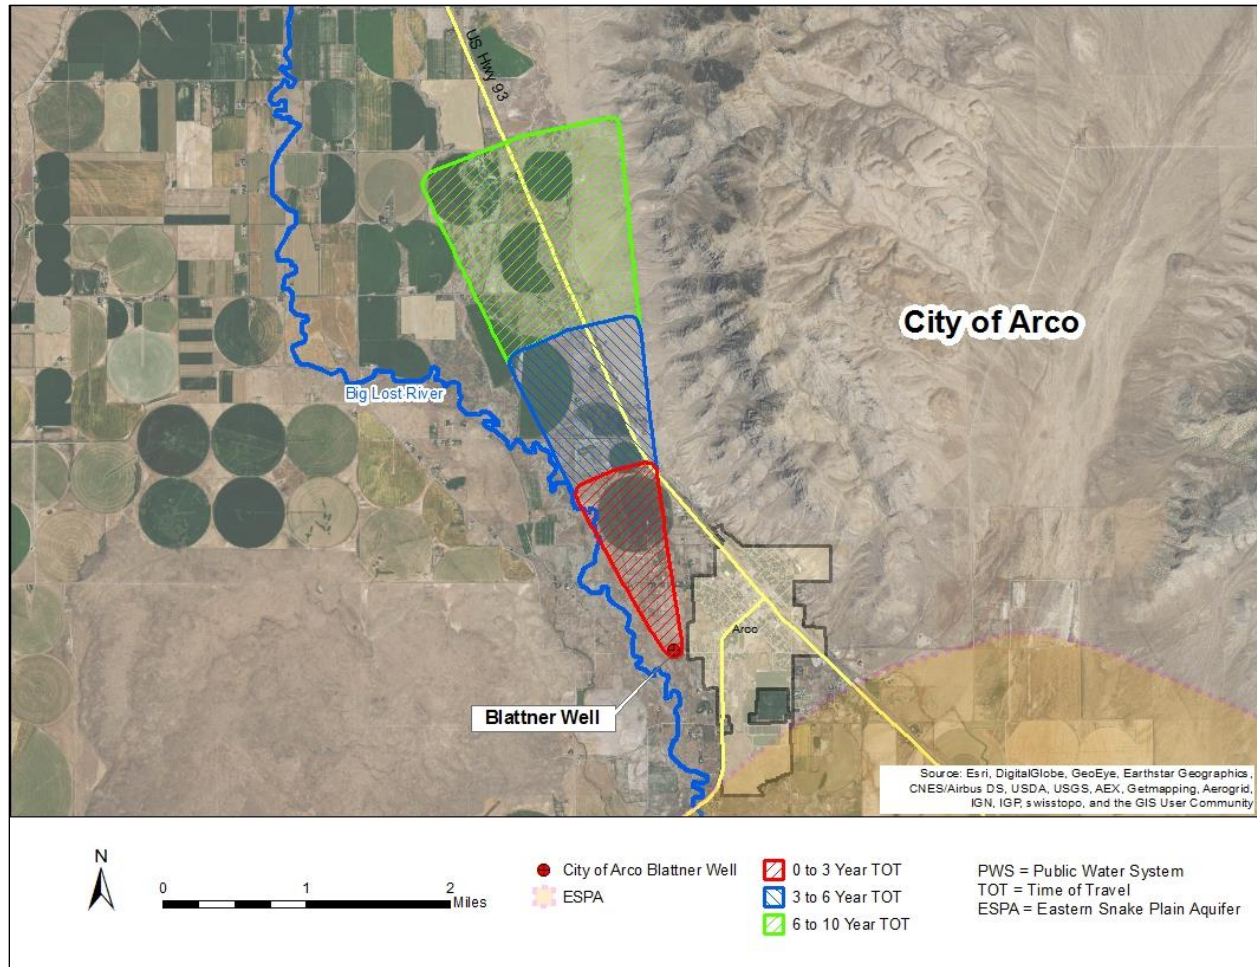 US Hwy 93
City of Arco
Big Lost River
Arco
Blattner Well
Source: Esri, DigitalGlobe, GeoEye, Earthstar Geographics,
CNES/Airbus DS, USDA, USGS, AEX, Getmapping, Aerogrid,
IGN, IGP, swisstopo, and the GIS User Community
N
0 1 2
Miles
City of Arco Blattner Well
ESPA
0 to 3 Year TOT
3 to 6 Year TOT
6 to 10 Year TOT
PWS = Public Water System
TOT = Time of Travel
ESPA = Eastern Snake Plain Aquifer